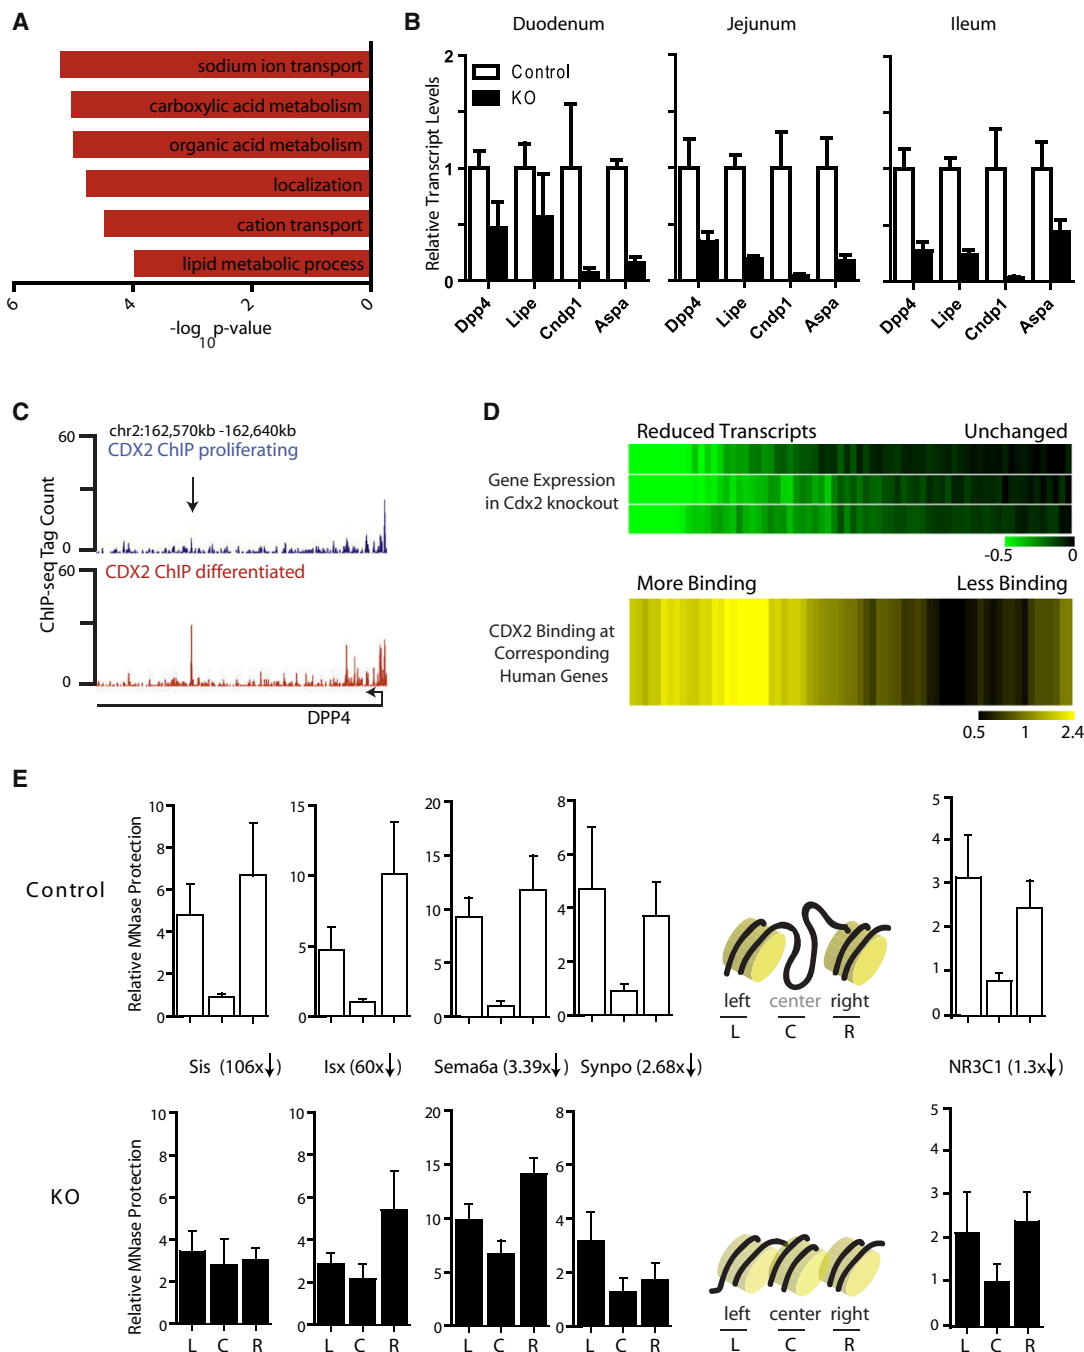 A
sodium ion transport
carboxylic acid metabolism
organic acid metabolism
localization
cation transport
lipid metabolic process
6 4 2 0
-log10 p-value
B
Duodenum Jejunum Ileum
Relative Transcript Levels
2
1
0
Control
KO
Dpp4 Lipe Cndp1 Aspa
Dpp4 Lipe Cndp1 Aspa
Dpp4 Lipe Cndp1 Aspa
C
chr2:162,570kb -162,640kb
CDX2 ChIP proliferating
60
0
CDX2 ChIP differentiated
60
0
ChIP-seq Tag Count
DPP4
D
Reduced Transcripts Unchanged
Gene Expression
in Cdx2 knockout
-0.5 0
More Binding Less Binding
CDX2 Binding at
Corresponding
Human Genes
0.5 1 2.4
E
Control
Relative MNase Protection
10
8
6
4
2
0
15
10
5
0
20
15
10
5
0
8
6
4
2
0
left center right
L C R
5
4
3
2
1
0
Sis (106x↓) Isx (60x↓) Sema6a (3.39x↓) Synpo (2.68x↓) NR3C1 (1.3x↓)
KO
Relative MNase Protection
10
8
6
4
2
0
L C R
10
8
6
4
2
0
L C R
20
15
10
5
0
L C R
8
6
4
2
0
L C R
left center right
L C R
5
4
3
2
1
0
L C R